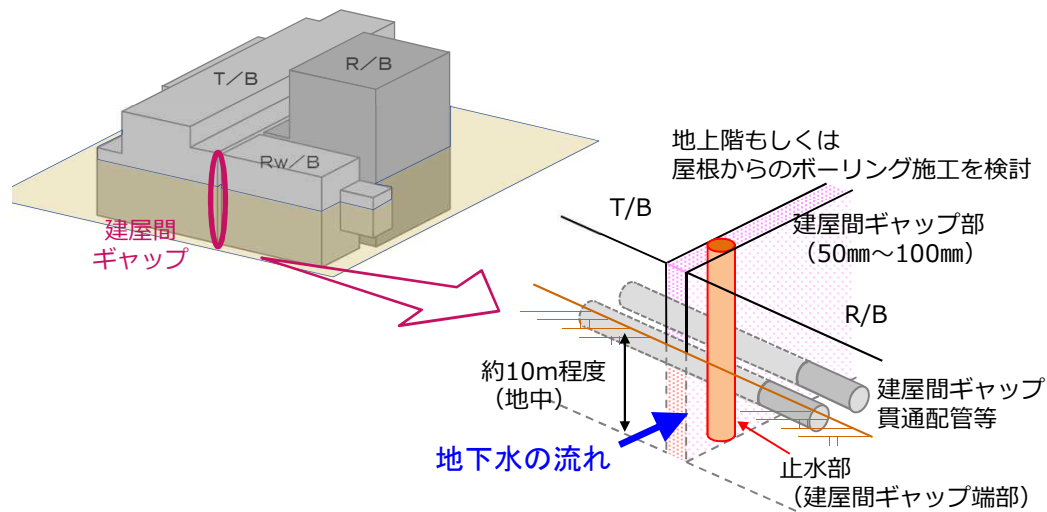 T／B
R／B
Rw／B
建屋間
ギャップ
地上階もしくは
屋根からのボーリング施工を検討
T/B
建屋間ギャップ部
（50㎜～100㎜）
R/B
約10m程度
（地中）
建屋間ギャップ
貫通配管等
地下水の流れ
止水部
（建屋間ギャップ端部）